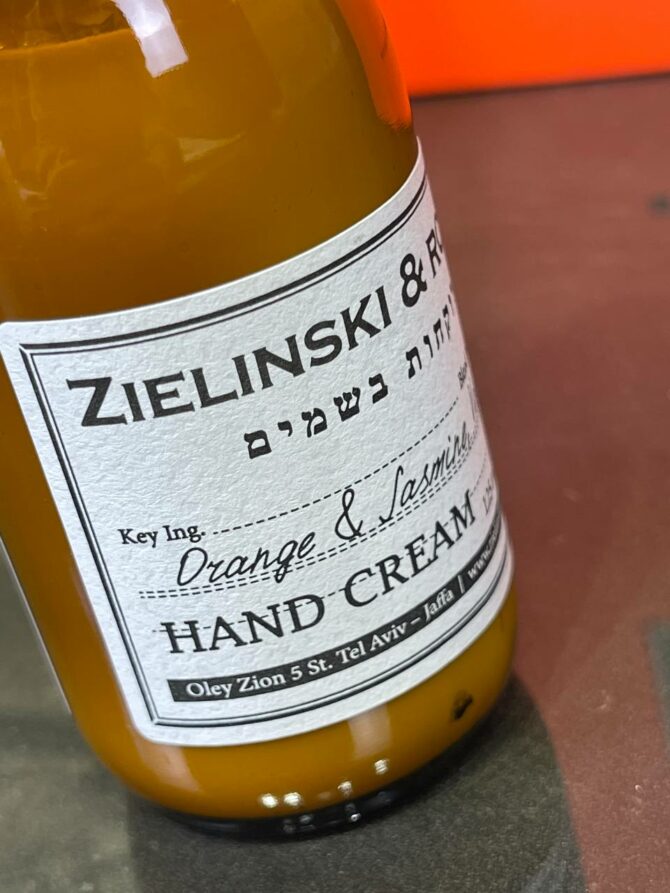 ZIELINSKI &
בשמים
Key Ing.
Orange & Jasmine
HAND CREAM
Oley Zion 5 St. Tel Aviv – Jaffa |